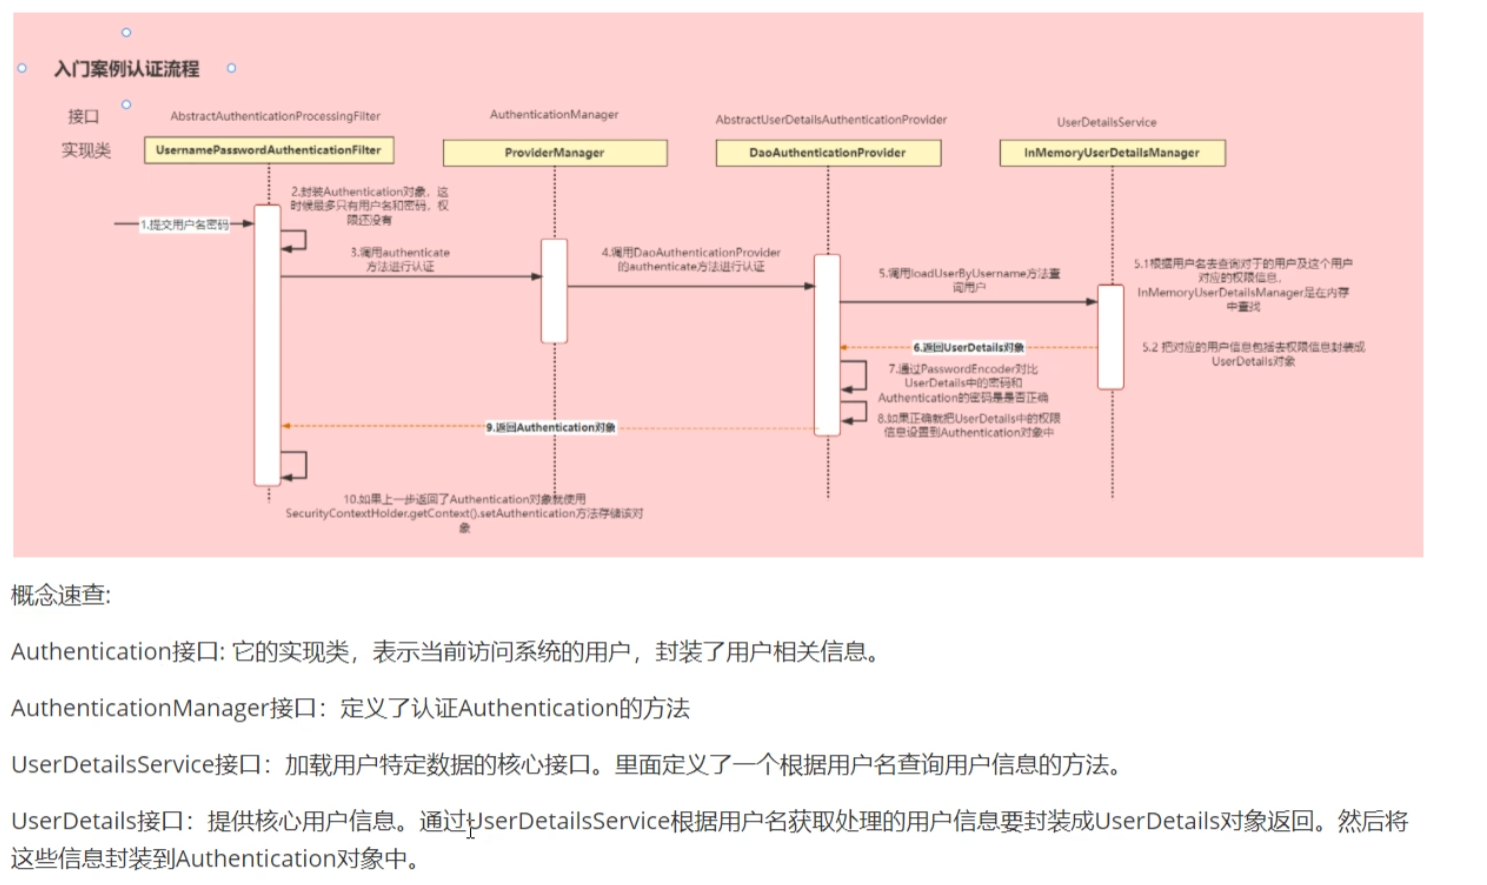 入门案例认证流程
接口
AbstractAuthenticationProcessingFilter
AuthenticationManager
AbstractUserDetailsAuthenticationProvider
UserDetailsService
实现类
UsernamePasswordAuthenticationFilter
ProviderManager
DaoAuthenticationProvider
InMemoryUserDetailsManager
1.提交用户名密码
2.封装Authentication对象，这
时候最多只有用户名和密码，权
限还没有
3.调用authenticate
方法进行认证
4.调用DaoAuthenticationProvider
的authenticate方法进行认证
5.调用loadUserByUsername方法查
询用户
5.1根据用户名去查询对于的用户及这个用户
对应的权限信息，
InMemoryUserDetailsManager是在内存
中查找
5.2 把对应的用户信息包括去权限信息封装成
UserDetails对象
6.返回UserDetails对象
7.通过PasswordEncoder对比
UserDetails中的密码和
Authentication的密码是是否正确
8.如果正确就把UserDetails中的权限
信息设置到Authentication对象中
9.返回Authentication对象
10.如果上一步返回了Authentication对象就使用
SecurityContextHolder.getContext().setAuthentication方法存储该对
象
概念速查:
Authentication接口: 它的实现类，表示当前访问系统的用户，封装了用户相关信息。
AuthenticationManager接口：定义了认证Authentication的方法
UserDetailsService接口：加载用户特定数据的核心接口。里面定义了一个根据用户名查询用户信息的方法。
UserDetails接口：提供核心用户信息。通过UserDetailsService根据用户名获取处理的用户信息要封装成UserDetails对象返回。然后将
这些信息封装到Authentication对象中。